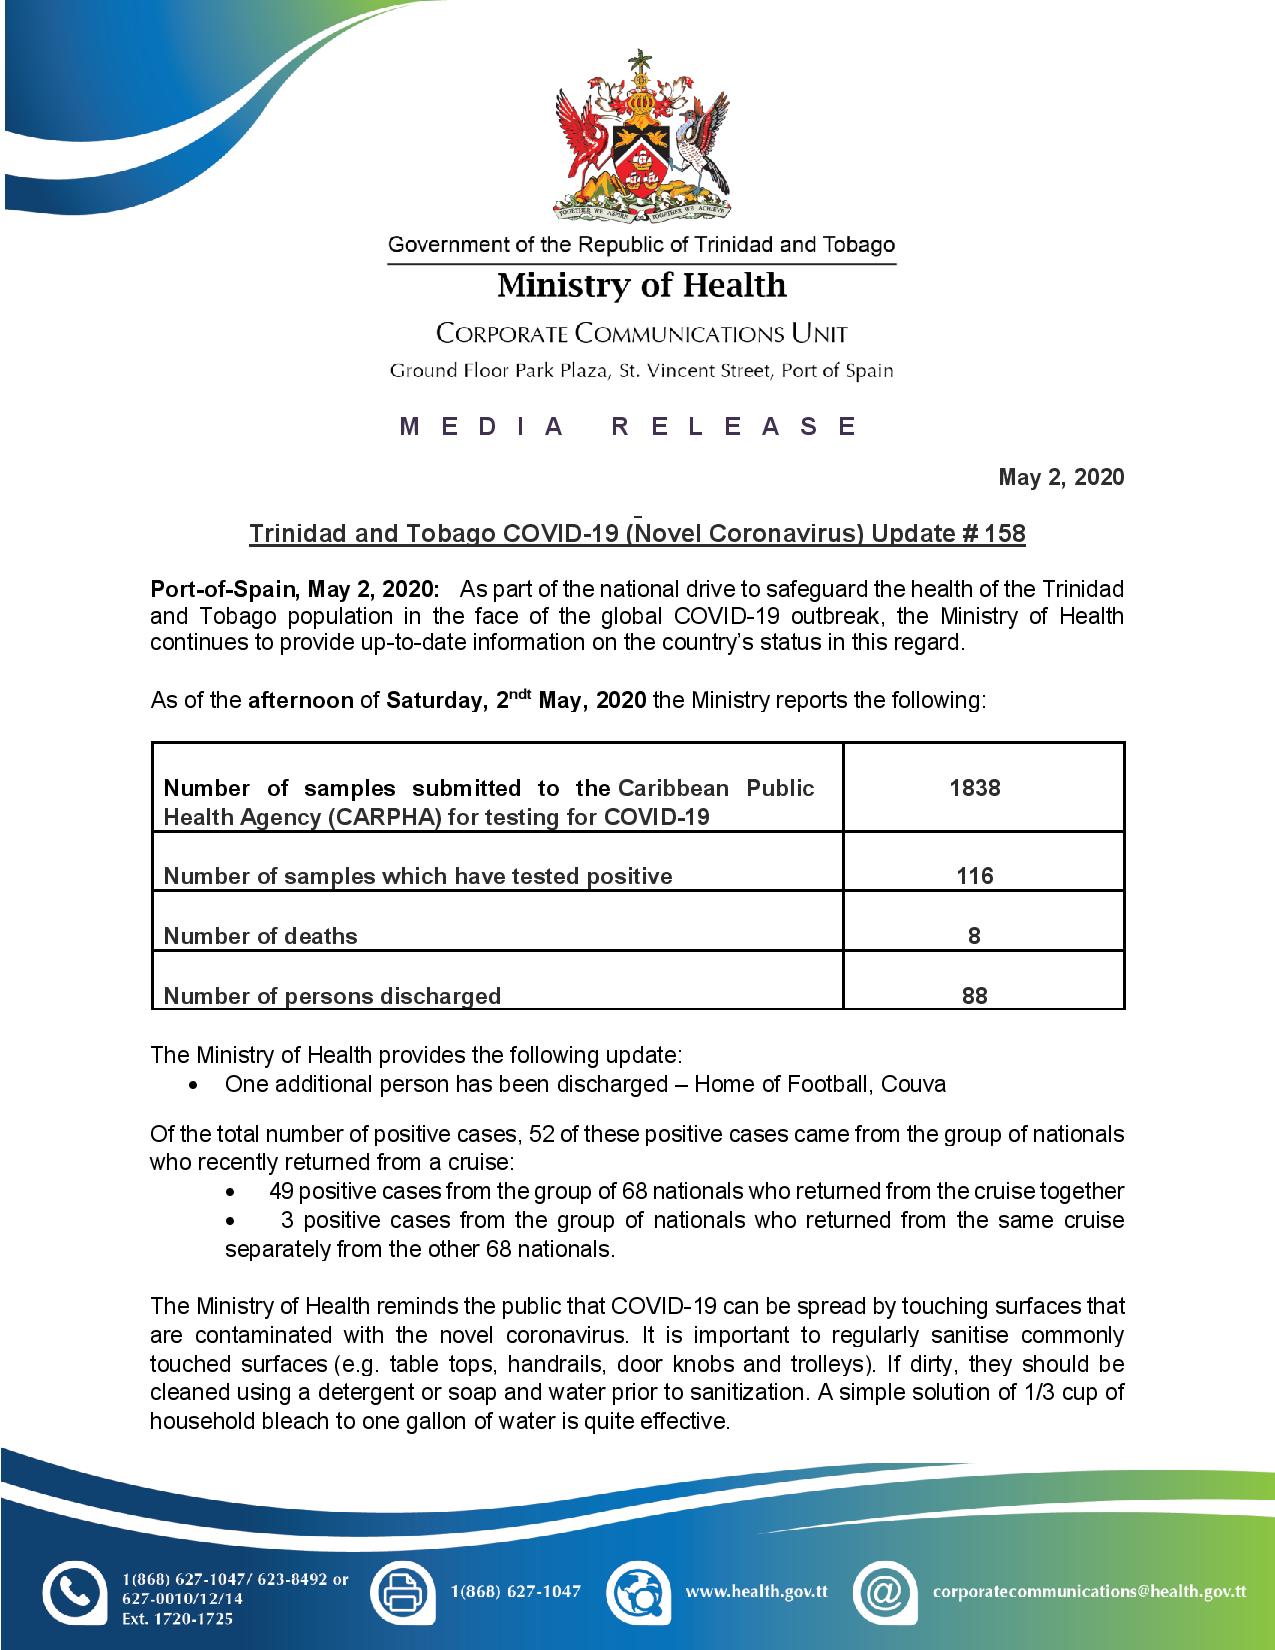 TOGETHER WE ASPIRE TOGETHER WE ACHIEVE
Government of the Republic of Trinidad and Tobago
Ministry of Health
CORPORATE COMMUNICATIONS UNIT
Ground Floor Park Plaza, St. Vincent Street, Port of Spain
MEDIA RELEASE
May 2, 2020
Trinidad and Tobago COVID-19 (Novel Coronavirus) Update # 158
Port-of-Spain, May 2, 2020: As part of the national drive to safeguard the health of the Trinidad
and Tobago population in the face of the global COVID-19 outbreak, the Ministry of Health
continues to provide up-to-date information on the country's status in this regard.
As of the afternoon of Saturday, 2ndt May, 2020 the Ministry reports the following:
Number of samples submitted to the Caribbean Public 1838
Health Agency (CARPHA) for testing for COVID-19
Number of samples which have tested positive 116
Number of deaths 8
Number of persons discharged 88
The Ministry of Health provides the following update:
• One additional person has been discharged – Home of Football, Couva
Of the total number of positive cases, 52 of these positive cases came from the group of nationals
who recently returned from a cruise:
• 49 positive cases from the group of 68 nationals who returned from the cruise together
• 3 positive cases from the group of nationals who returned from the same cruise
separately from the other 68 nationals.
The Ministry of Health reminds the public that COVID-19 can be spread by touching surfaces that
are contaminated with the novel coronavirus. It is important to regularly sanitise commonly
touched surfaces (e.g. table tops, handrails, door knobs and trolleys). If dirty, they should be
cleaned using a detergent or soap and water prior to sanitization. A simple solution of 1/3 cup of
household bleach to one gallon of water is quite effective.
1(868) 627-1047/ 623-8492 or
627-0010/12/14
Ext. 1720-1725
1(868) 627-1047
www.health.gov.tt
@
corporatecommunications@health.gov.tt